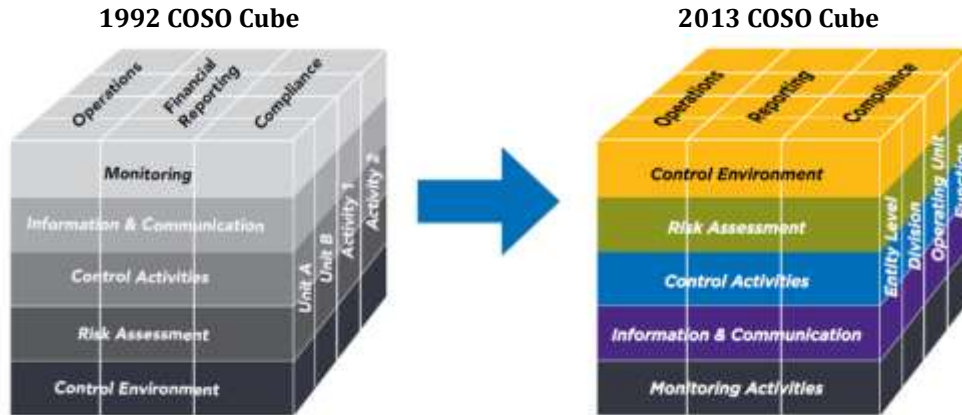 1992 COSO Cube
Operations
Financial
Reporting
Compliance
Monitoring
Information & Communication
Control Activities
Risk Assessment
Control Environment
Unit A
Unit B
Activity 1
Activity 2
2013 COSO Cube
Operations
Reporting
Compliance
Control Environment
Risk Assessment
Control Activities
Information & Communication
Monitoring Activities
Entity Level
Division
Operating Unit
Function